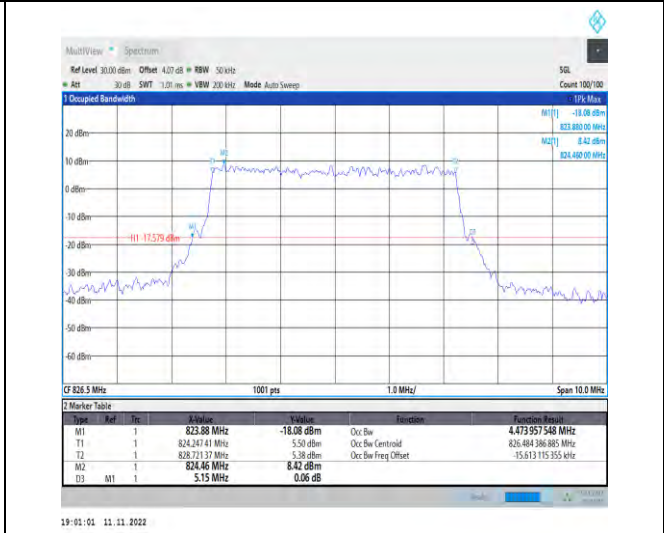 MultiView Spectrum
Ref Level 30.00 dBm Offset 4.07 dB RBW 50 kHz SGL
Att 30 dB SWT 1.01 ms VBW 200 kHz Mode Auto Sweep Count 100/100
1 Occupied Bandwidth 1Pk Max
M1[1] -18.08 dBm
823.880 00 MHz
M2[1] 8.42 dBm
824.460 00 MHz
20 dBm
M2
10 dBm
T1 T2
0 dBm
-10 dBm
M1 D3
H1 -17.579 dBm
-20 dBm
-30 dBm
-40 dBm
-50 dBm
-60 dBm
CF 826.5 MHz 1001 pts 1.0 MHz/ Span 10.0 MHz
2 Marker Table
Type Ref Trc X-Value Y-Value Function Function Result
M1 1 823.88 MHz -18.08 dBm Occ Bw 4.473 957 548 MHz
T1 1 824.247 41 MHz 5.50 dBm Occ Bw Centroid 826.484 386 885 MHz
T2 1 828.721 37 MHz 5.38 dBm Occ Bw Freq Offset -15.613 115 355 kHz
M2 1 824.46 MHz 8.42 dBm
D3 M1 1 5.15 MHz 0.06 dB
19:01:01 11.11.2022